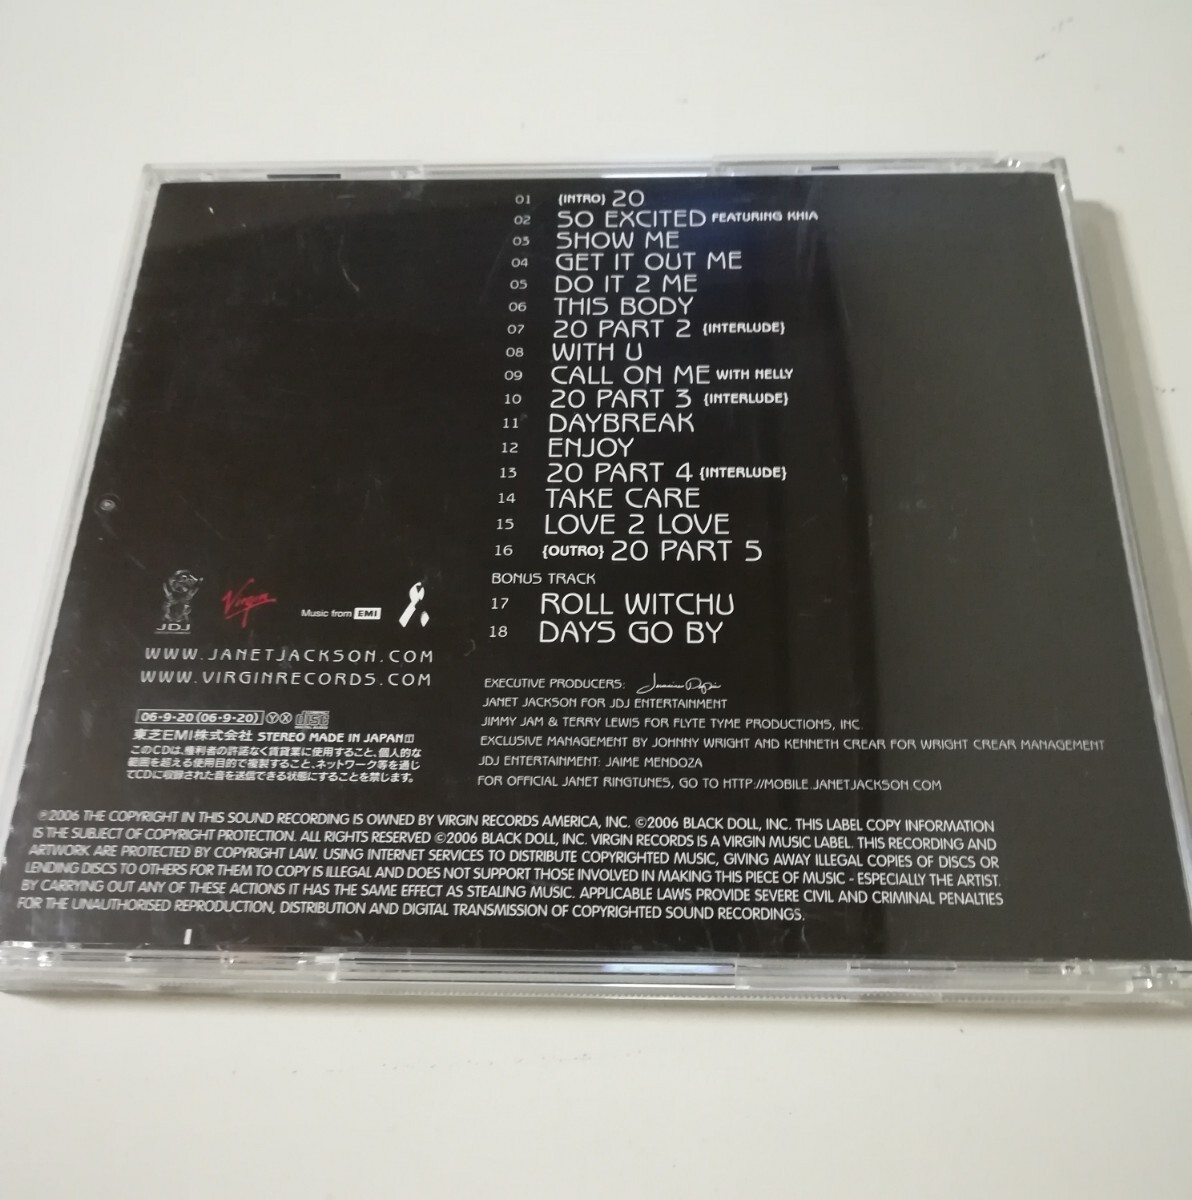 01 {INTRO} 20
02 SO EXCITED FEATURING KHIA
03 SHOW ME
04 GET IT OUT ME
05 DO IT 2 ME
06 THIS BODY
07 20 PART 2 {INTERLUDE}
08 WITH U
09 CALL ON ME WITH NELLY
10 20 PART 3 {INTERLUDE}
11 DAYBREAK
12 ENJOY
13 20 PART 4 {INTERLUDE}
14 TAKE CARE
15 LOVE 2 LOVE
16 {OUTRO} 20 PART 5
BONUS TRACK
17 ROLL WITCHU
18 DAYS GO BY
JDJ
Virgin
Music from EMI
WWW.JANETJACKSON.COM
WWW.VIRGINRECORDS.COM
06・9・20 (06・9・20) Ⓨ Ⓧ disc
東芝EMI株式会社 STEREO MADE IN JAPAN
このCDは、権利者の許諾なく賃貸業に使用すること、個人的な
範囲を超える使用目的で複製すること、ネットワーク等を通じ
てCDに収録された音を送信できる状態にすることを禁じます。
EXECUTIVE PRODUCERS:
JANET JACKSON FOR JDJ ENTERTAINMENT
JIMMY JAM & TERRY LEWIS FOR FLYTE TYME PRODUCTIONS, INC.
EXCLUSIVE MANAGEMENT BY JOHNNY WRIGHT AND KENNETH CREAR FOR WRIGHT CREAR MANAGEMENT
JDJ ENTERTAINMENT: JAIME MENDOZA
FOR OFFICIAL JANET RINGTUNES, GO TO HTTP://MOBILE.JANETJACKSON.COM
℗2006 THE COPYRIGHT IN THIS SOUND RECORDING IS OWNED BY VIRGIN RECORDS AMERICA, INC. ©2006 BLACK DOLL, INC. THIS LABEL COPY INFORMATION
IS THE SUBJECT OF COPYRIGHT PROTECTION. ALL RIGHTS RESERVED ©2006 BLACK DOLL, INC. VIRGIN RECORDS IS A VIRGIN MUSIC LABEL. THIS RECORDING AND
ARTWORK ARE PROTECTED BY COPYRIGHT LAW. USING INTERNET SERVICES TO DISTRIBUTE COPYRIGHTED MUSIC, GIVING AWAY ILLEGAL COPIES OF DISCS OR
LENDING DISCS TO OTHERS FOR THEM TO COPY IS ILLEGAL AND DOES NOT SUPPORT THOSE INVOLVED IN MAKING THIS PIECE OF MUSIC - ESPECIALLY THE ARTIST.
BY CARRYING OUT ANY OF THESE ACTIONS IT HAS THE SAME EFFECT AS STEALING MUSIC. APPLICABLE LAWS PROVIDE SEVERE CIVIL AND CRIMINAL PENALTIES
FOR THE UNAUTHORISED REPRODUCTION, DISTRIBUTION AND DIGITAL TRANSMISSION OF COPYRIGHTED SOUND RECORDINGS.